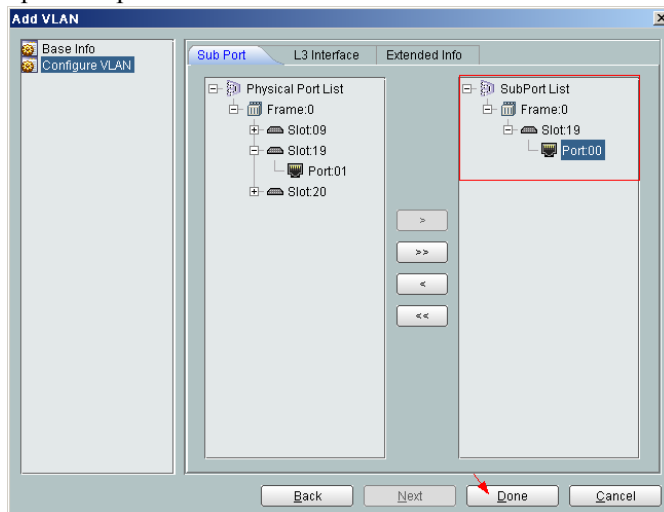 Add VLAN
Base Info
Configure VLAN
Sub Port
L3 Interface
Extended Info
Physical Port List
Frame:0
Slot:09
Slot:19
Port:01
Slot:20
>
>>
<
<<
SubPort List
Frame:0
Slot:19
Port:00
Back
Next
Done
Cancel